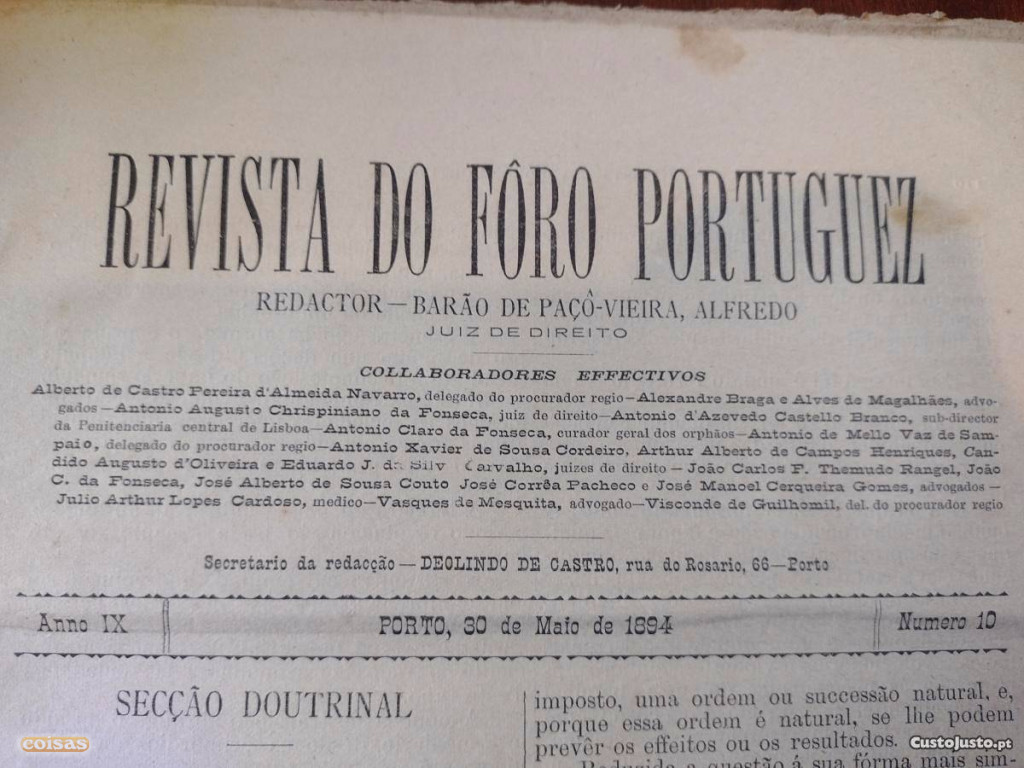 REVISTA DO FÔRO PORTUGUEZ
REDACTOR — BARÃO DE PAÇÔ-VIEIRA, ALFREDO
JUIZ DE DIREITO
COLLABORADORES EFFECTIVOS
Alberto de Castro Pereira d'Almeida Navarro, delegado do procurador regio—Alexandre Braga e Alves de Magalhães, advo-
gados—Antonio Augusto Chrispiniano da Fonseca, juiz de direito—Antonio d'Azevedo Castello Branco, sub-director
da Penitenciaria central de Lisboa—Antonio Claro da Fonseca, curador geral dos orphãos—Antonio de Mello Vaz de Sam-
paio, delegado do procurador regio—Antonio Xavier de Sousa Cordeiro, Arthur Alberto de Campos Henriques, Can-
dido Augusto d'Oliveira e Eduardo J. da Silv Carvalho, juizes de direito—João Carlos F. Themudo Rangel, João
C. da Fonseca, José Alberto de Sousa Couto José Corrêa Pacheco e José Manoel Cerqueira Gomes, advogados—
Julio Arthur Lopes Cardoso, medico—Vasques de Mesquita, advogado—Visconde de Guilhomil, del. do procurador regio
Secretario da redacção—DEOLINDO DE CASTRO, rua do Rosario, 66—Porto
Anno IX
PORTO, 30 de Maio de 1894
Numero 10
SECÇÃO DOUTRINAL
imposto, uma ordem ou successão natural, e,
porque essa ordem é natural, se lhe podem
prevêr os effeitos ou os resultados.
Reduzida a questão á sua fórma mais sim-
coisas
CustoJusto.pt